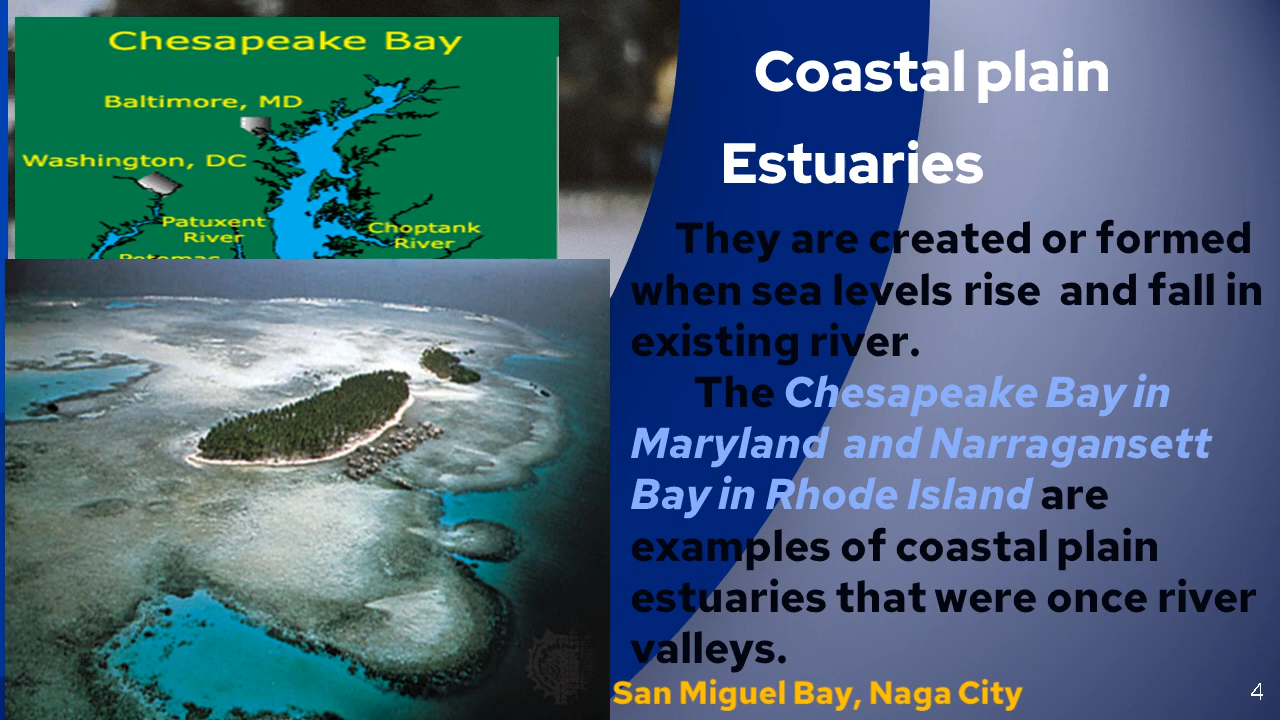 Chesapeake Bay
Baltimore, MD
Washington, DC
Patuxent
River
Choptank
River
Potomac
Coastal plain
Estuaries
They are created or formed
when sea levels rise and fall in
existing river.
The Chesapeake Bay in
Maryland and Narragansett
Bay in Rhode Island are
examples of coastal plain
estuaries that were once river
valleys.
San Miguel Bay, Naga City
4